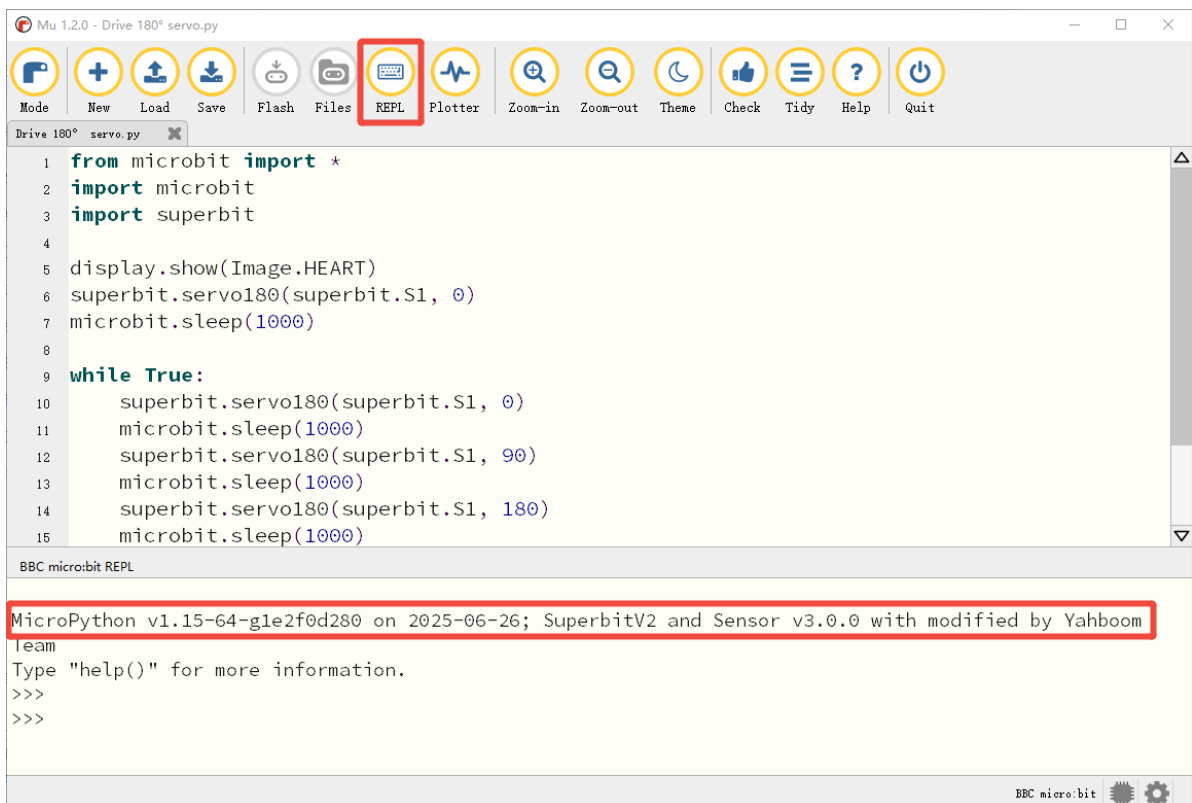 Mu 1.2.0 - Drive 180° servo.py
Mode New Load Save Flash Files REPL Plotter Zoom-in Zoom-out Theme Check Tidy Help Quit
Drive 180° servo.py
1 from microbit import *
2 import microbit
3 import superbit
4
5 display.show(Image.HEART)
6 superbit.servo180(superbit.S1, 0)
7 microbit.sleep(1000)
8
9 while True:
10 superbit.servo180(superbit.S1, 0)
11 microbit.sleep(1000)
12 superbit.servo180(superbit.S1, 90)
13 microbit.sleep(1000)
14 superbit.servo180(superbit.S1, 180)
15 microbit.sleep(1000)
BBC micro:bit REPL
MicroPython v1.15-64-g1e2f0d280 on 2025-06-26; SuperbitV2 and Sensor v3.0.0 with modified by Yahboom
Team
Type "help()" for more information.
>>>
>>>
BBC micro:bit